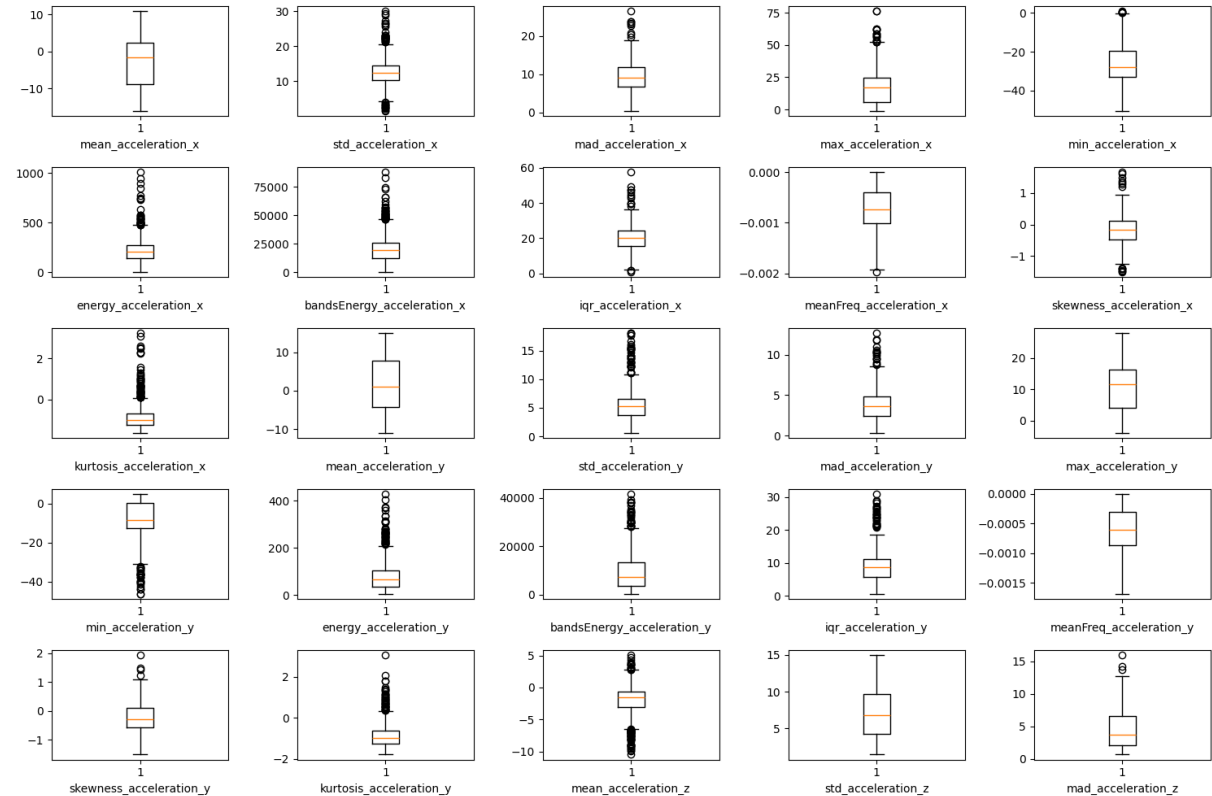 10 30 20 75 0
0 20 10 50 −20
−10 10 0 25 −40
0
1 1 1 1 1
mean_acceleration_x std_acceleration_x mad_acceleration_x max_acceleration_x min_acceleration_x
1000 75000 60 0.000 1
500 50000 40 −0.001 0
0 25000 20 −0.002 −1
0 0
1 1 1 1 1
energy_acceleration_x bandsEnergy_acceleration_x iqr_acceleration_x meanFreq_acceleration_x skewness_acceleration_x
2 10 15 10 20
0 0 10 5 10
−10 5 0 0
0
1 1 1 1 1
kurtosis_acceleration_x mean_acceleration_y std_acceleration_y mad_acceleration_y max_acceleration_y
0 400 40000 30 0.0000
−20 200 20000 20 −0.0005
−40 0 0 10 −0.0010
0 −0.0015
1 1 1 1 1
min_acceleration_y energy_acceleration_y bandsEnergy_acceleration_y iqr_acceleration_y meanFreq_acceleration_y
2 2 5 15 15
1 0 0 10 10
0 −2 −5 5 5
−1 −10 0
1 1 1 1 1
skewness_acceleration_y kurtosis_acceleration_y mean_acceleration_z std_acceleration_z mad_acceleration_z